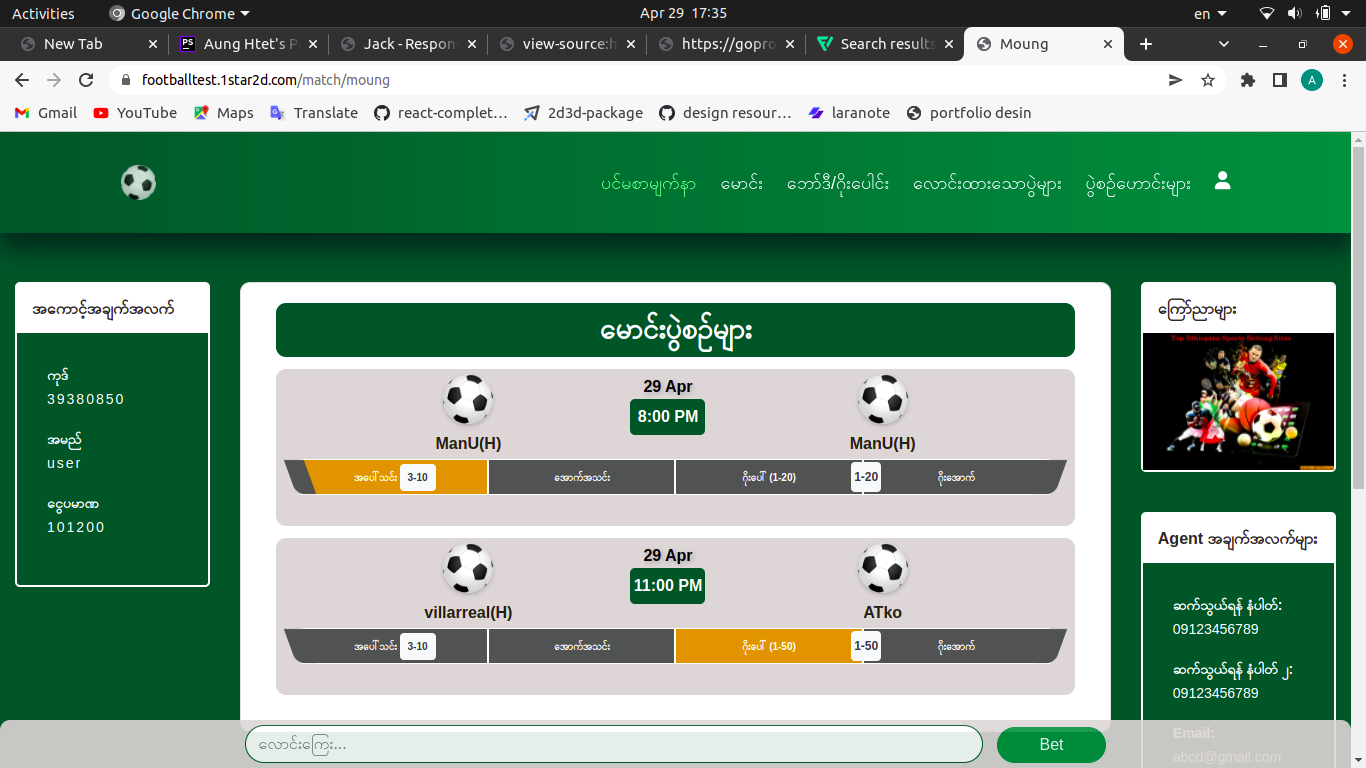 Activities
Google Chrome
Apr 29 17:35
en
New Tab
Aung Htet's P
Jack - Respon
view-source:h
https://gopro
Search results
Moung
footballtest.1star2d.com/match/moung
A
Gmail
YouTube
Maps
Translate
react-complet…
2d3d-package
design resour…
laranote
portfolio desin
ပင်မစာမျက်နှာ
မောင်း
ဘော်ဒီ/ဂိုးပေါင်း
လောင်းထားသောပွဲများ
ပွဲစဉ်ဟောင်းများ
အကောင့်အချက်အလက်
ကုဒ်
39380850
အမည်
user
ငွေပမာဏ
101200
မောင်းပွဲစဉ်များ
29 Apr
8:00 PM
ManU(H)
ManU(H)
အပေါ်သင်း 3-10
အောက်အသင်း
ဂိုးပေါ် (1-20)
1-20
ဂိုးအောက်
29 Apr
11:00 PM
villarreal(H)
ATko
အပေါ်သင်း 3-10
အောက်အသင်း
ဂိုးပေါ် (1-50)
1-50
ဂိုးအောက်
လောင်းကြေး...
Bet
ကြော်ညာများ
Top Ethiopian Sports Betting Sites
Agent အချက်အလက်များ
ဆက်သွယ်ရန် နံပါတ်:
09123456789
ဆက်သွယ်ရန် နံပါတ် ၂:
09123456789
Email:
abcd@gmail.com